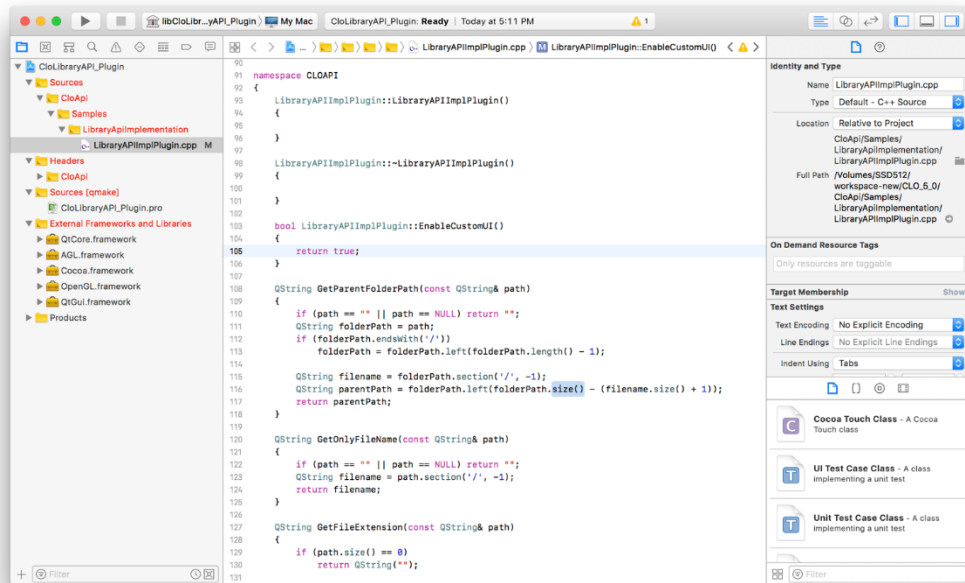 libCloLibr...yAPI_Plugin
My Mac
CloLibraryAPI_Plugin: Ready | Today at 5:11 PM
1
CloLibraryAPI_Plugin
Sources
CloApi
Samples
LibraryApiImplementation
LibraryAPIImplPlugin.cpp M
Headers
CloApi
Sources [qmake]
CloLibraryAPI_Plugin.pro
External Frameworks and Libraries
QtCore.framework
AGL.framework
Cocoa.framework
OpenGL.framework
QtGui.framework
Products
Filter
... LibraryAPIImplPlugin.cpp M LibraryAPIImplPlugin::EnableCustomUI()
90
91 namespace CLOAPI
92 {
93 LibraryAPIImplPlugin::LibraryAPIImplPlugin()
94 {
95
96 }
97
98 LibraryAPIImplPlugin::~LibraryAPIImplPlugin()
99 {
100
101 }
102
103 bool LibraryAPIImplPlugin::EnableCustomUI()
104 {
105 return true;
106 }
107
108 QString GetParentFolderPath(const QString& path)
109 {
110 if (path == "" || path == NULL) return "";
111 QString folderPath = path;
112 if (folderPath.endsWith('/'))
113 folderPath = folderPath.left(folderPath.length() - 1);
114
115 QString filename = folderPath.section('/', -1);
116 QString parentPath = folderPath.left(folderPath.size() - (filename.size() + 1));
117 return parentPath;
118 }
119
120 QString GetOnlyFileName(const QString& path)
121 {
122 if (path == "" || path == NULL) return "";
123 QString filename = path.section('/', -1);
124 return filename;
125 }
126
127 QString GetFileExtension(const QString& path)
128 {
129 if (path.size() == 0)
130 return QString("");
131
Identity and Type
Name LibraryAPIImplPlugin.cpp
Type Default - C++ Source
Location Relative to Project
CloApi/Samples/
LibraryApiImplementation/
LibraryAPIImplPlugin.cpp
Full Path /Volumes/SSD512/
workspace-new/CLO_5_0/
CloApi/Samples/
LibraryApiImplementation/
LibraryAPIImplPlugin.cpp
On Demand Resource Tags
Only resources are taggable
Target Membership Show
Text Settings
Text Encoding No Explicit Encoding
Line Endings No Explicit Line Endings
Indent Using Tabs
{}
C
Cocoa Touch Class - A Cocoa
Touch class
T
UI Test Case Class - A class
implementing a unit test
T
Unit Test Case Class - A class
implementing a unit test
Filter